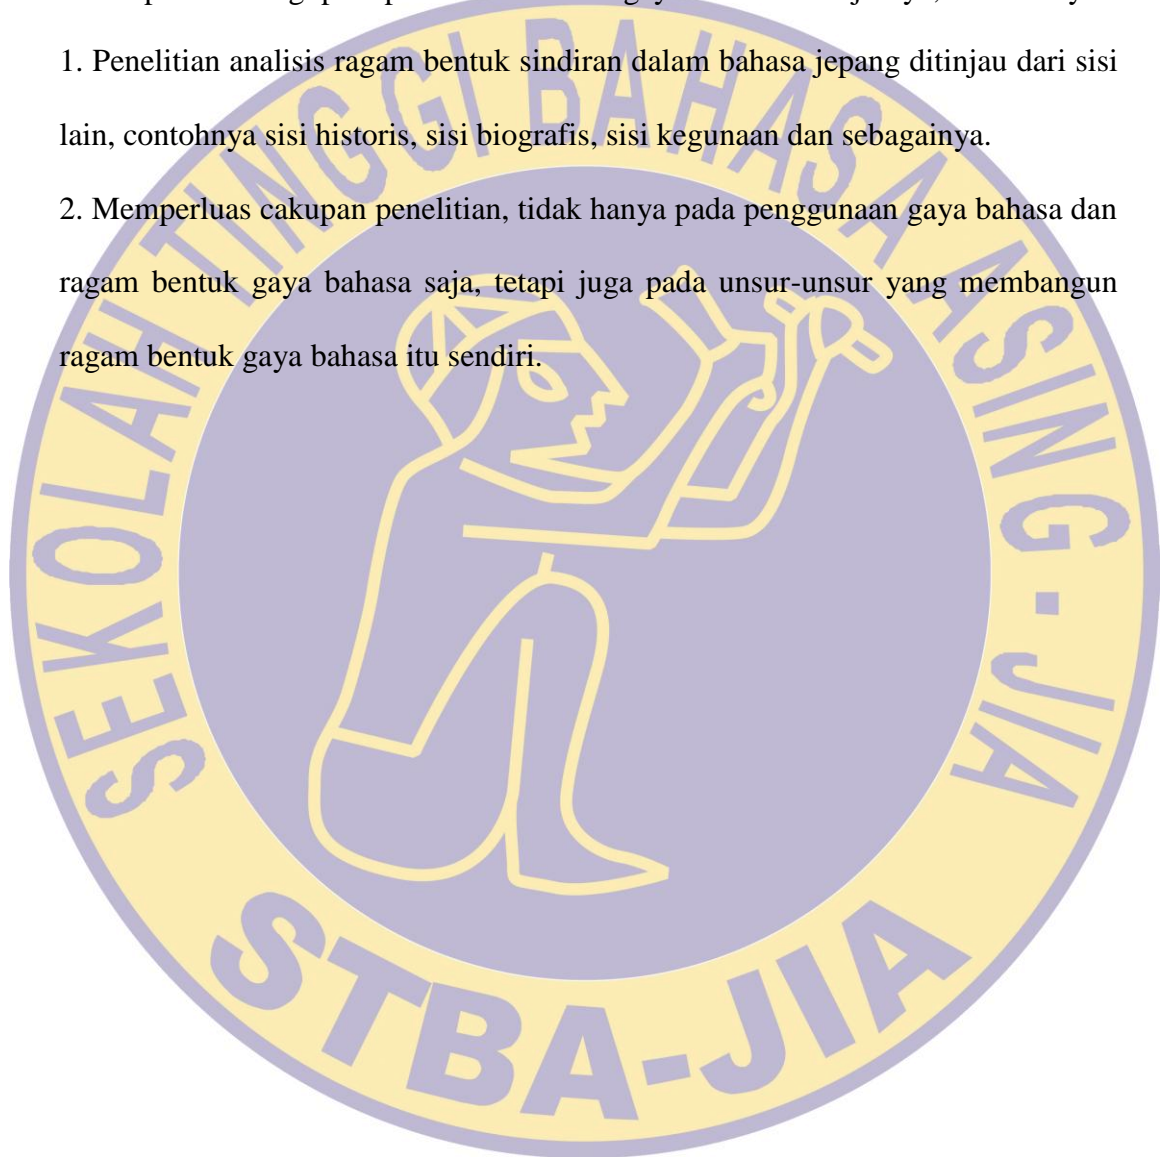 1. Penelitian analisis ragam bentuk sindiran dalam bahasa jepang ditinjau dari sisi
lain, contohnya sisi historis, sisi biografis, sisi kegunaan dan sebagainya.
2. Memperluas cakupan penelitian, tidak hanya pada penggunaan gaya bahasa dan
ragam bentuk gaya bahasa saja, tetapi juga pada unsur-unsur yang membangun
ragam bentuk gaya bahasa itu sendiri.
SEKOLAH TINGGI BAHASA ASING - JIA
STBA-JIA